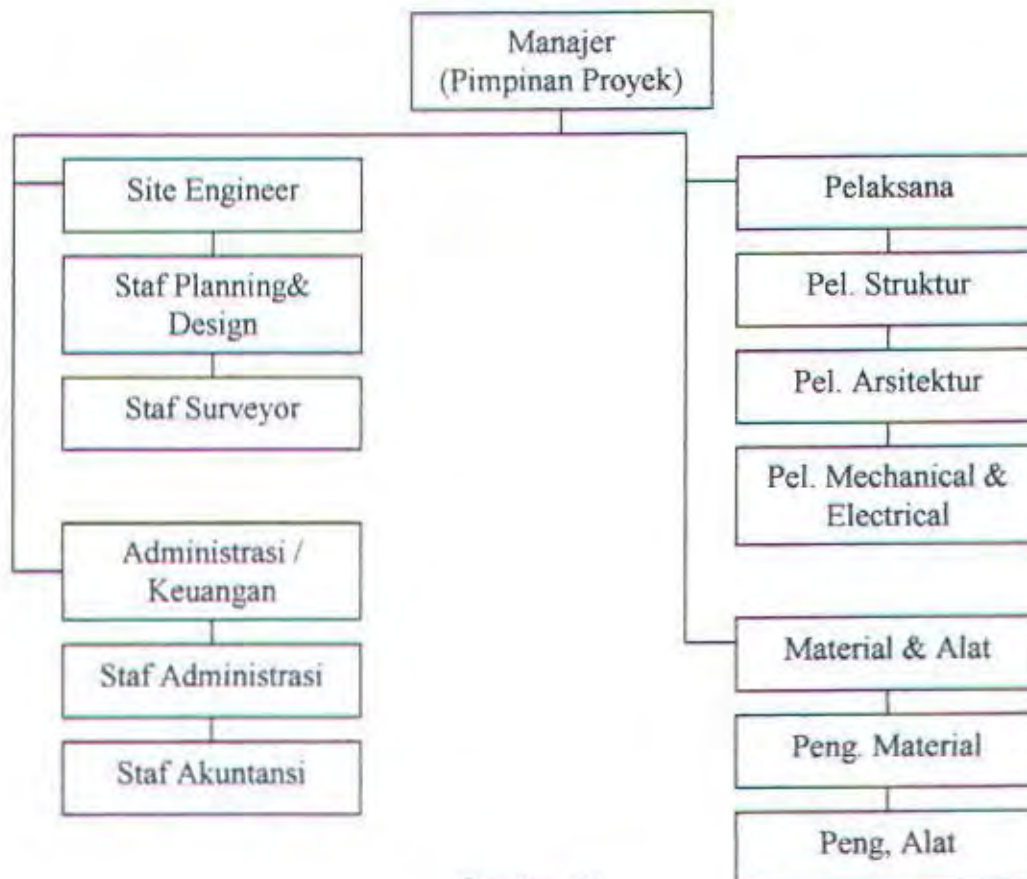 Manajer
(Pimpinan Proyek)
Site Engineer
Staf Planning&
Design
Staf Surveyor
Administrasi /
Keuangan
Staf Administrasi
Staf Akuntansi
Pelaksana
Pel. Struktur
Pel. Arsitektur
Pel. Mechanical &
Electrical
Material & Alat
Peng. Material
Peng, Alat